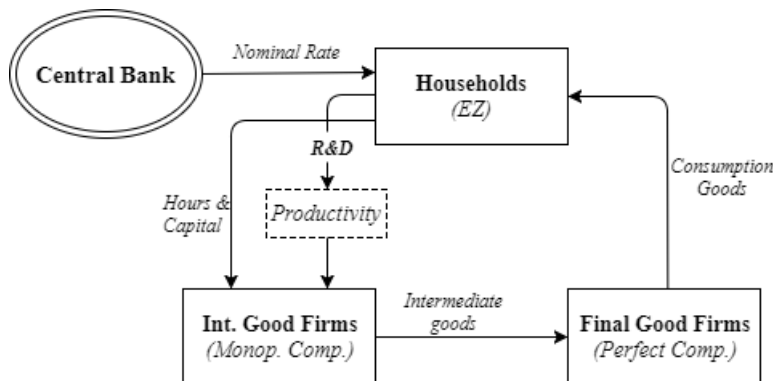 Nominal Rate
Central Bank
Households
(EZ)
R&D
Consumption
Goods
Hours &
Capital
Productivity
Intermediate
goods
Int. Good Firms
(Monop. Comp.)
Final Good Firms
(Perfect Comp.)